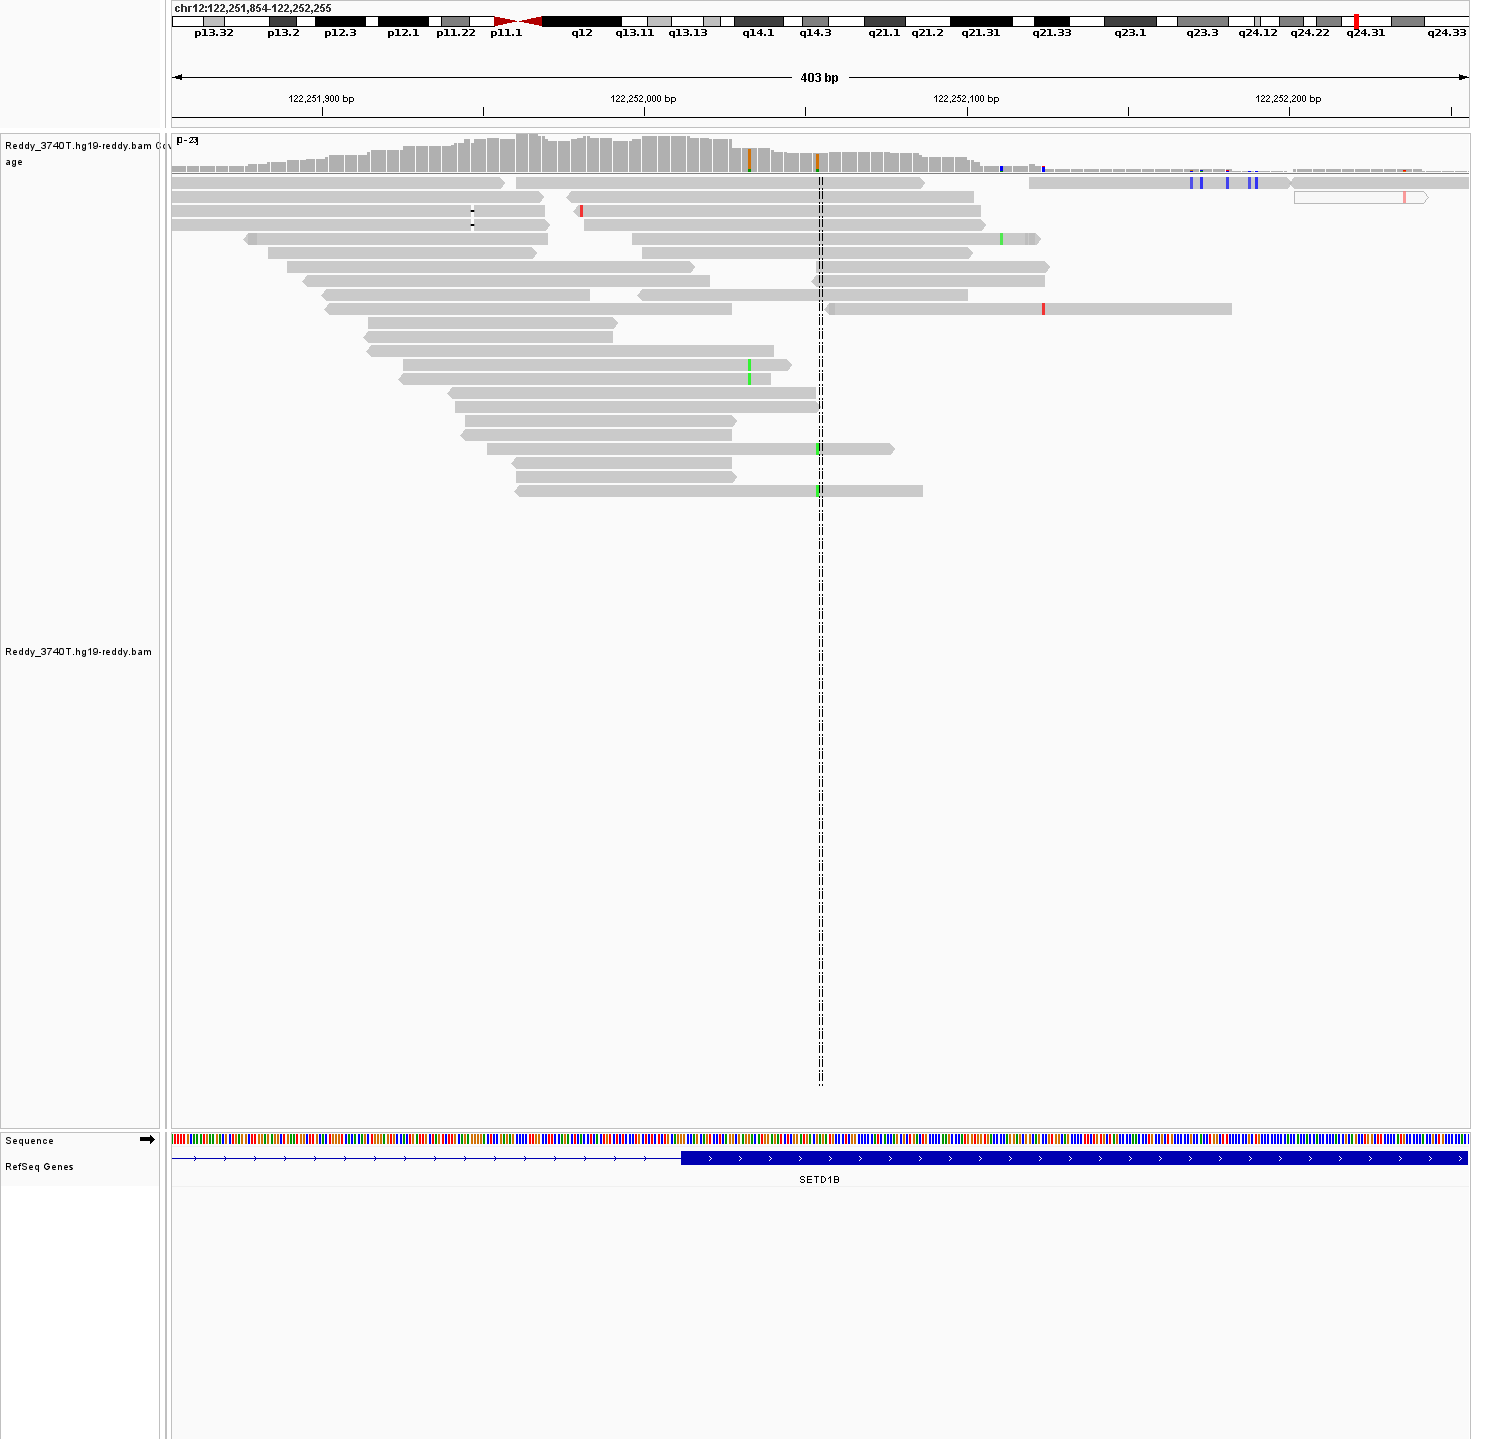 chr12:122,251,854-122,252,255
p13.32 p13.2 p12.3 p12.1 p11.22 p11.1 q12 q13.11 q13.13 q14.1 q14.3 q21.1 q21.2 q21.31 q21.33 q23.1 q23.3 q24.12 q24.22 q24.31 q24.33
403 bp
122,251,900 bp 122,252,000 bp 122,252,100 bp 122,252,200 bp
Reddy_3740T.hg19-reddy.bam Cov
age
[0-23]
Reddy_3740T.hg19-reddy.bam
Sequence
RefSeq Genes
SETD1B